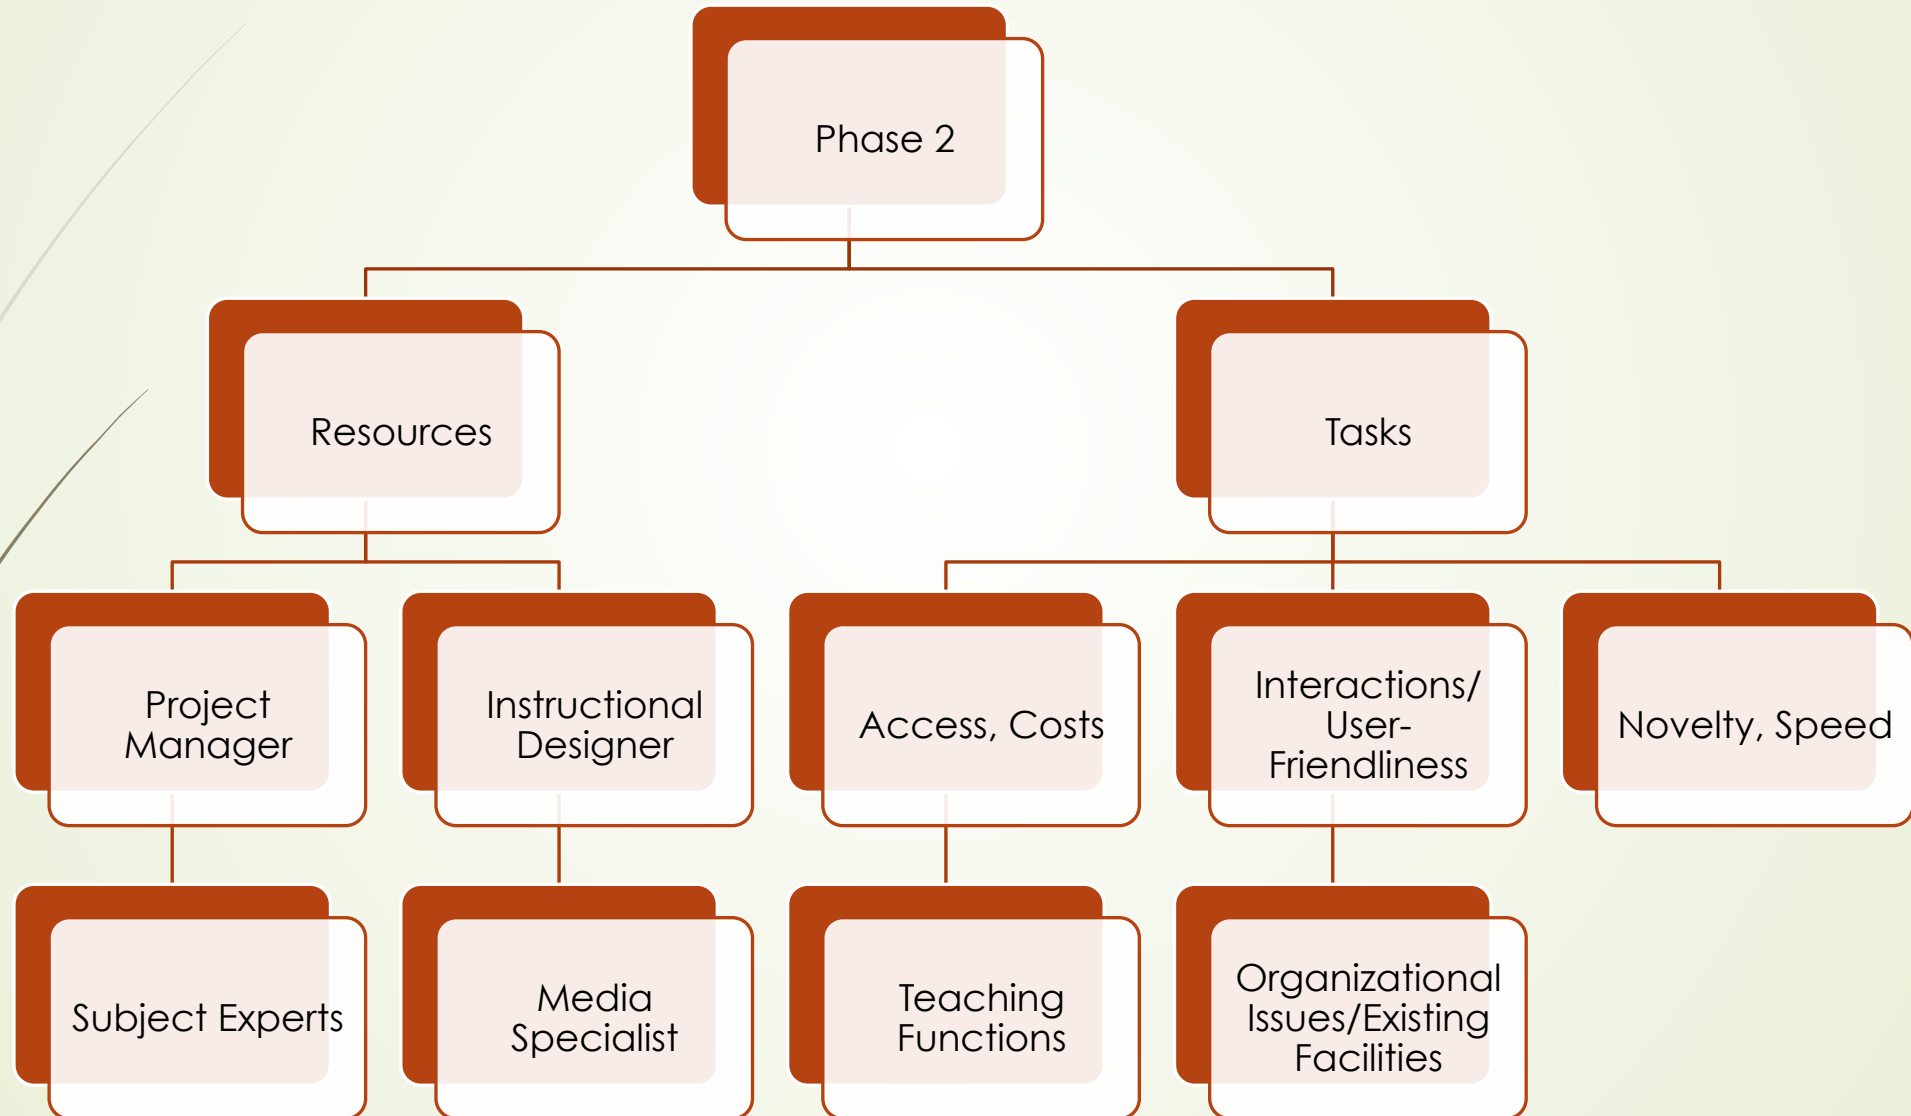 Phase 2
Resources
Tasks
Project
Manager
Instructional
Designer
Access, Costs
Interactions/
User-
Friendliness
Novelty, Speed
Subject Experts
Media
Specialist
Teaching
Functions
Organizational
Issues/Existing
Facilities